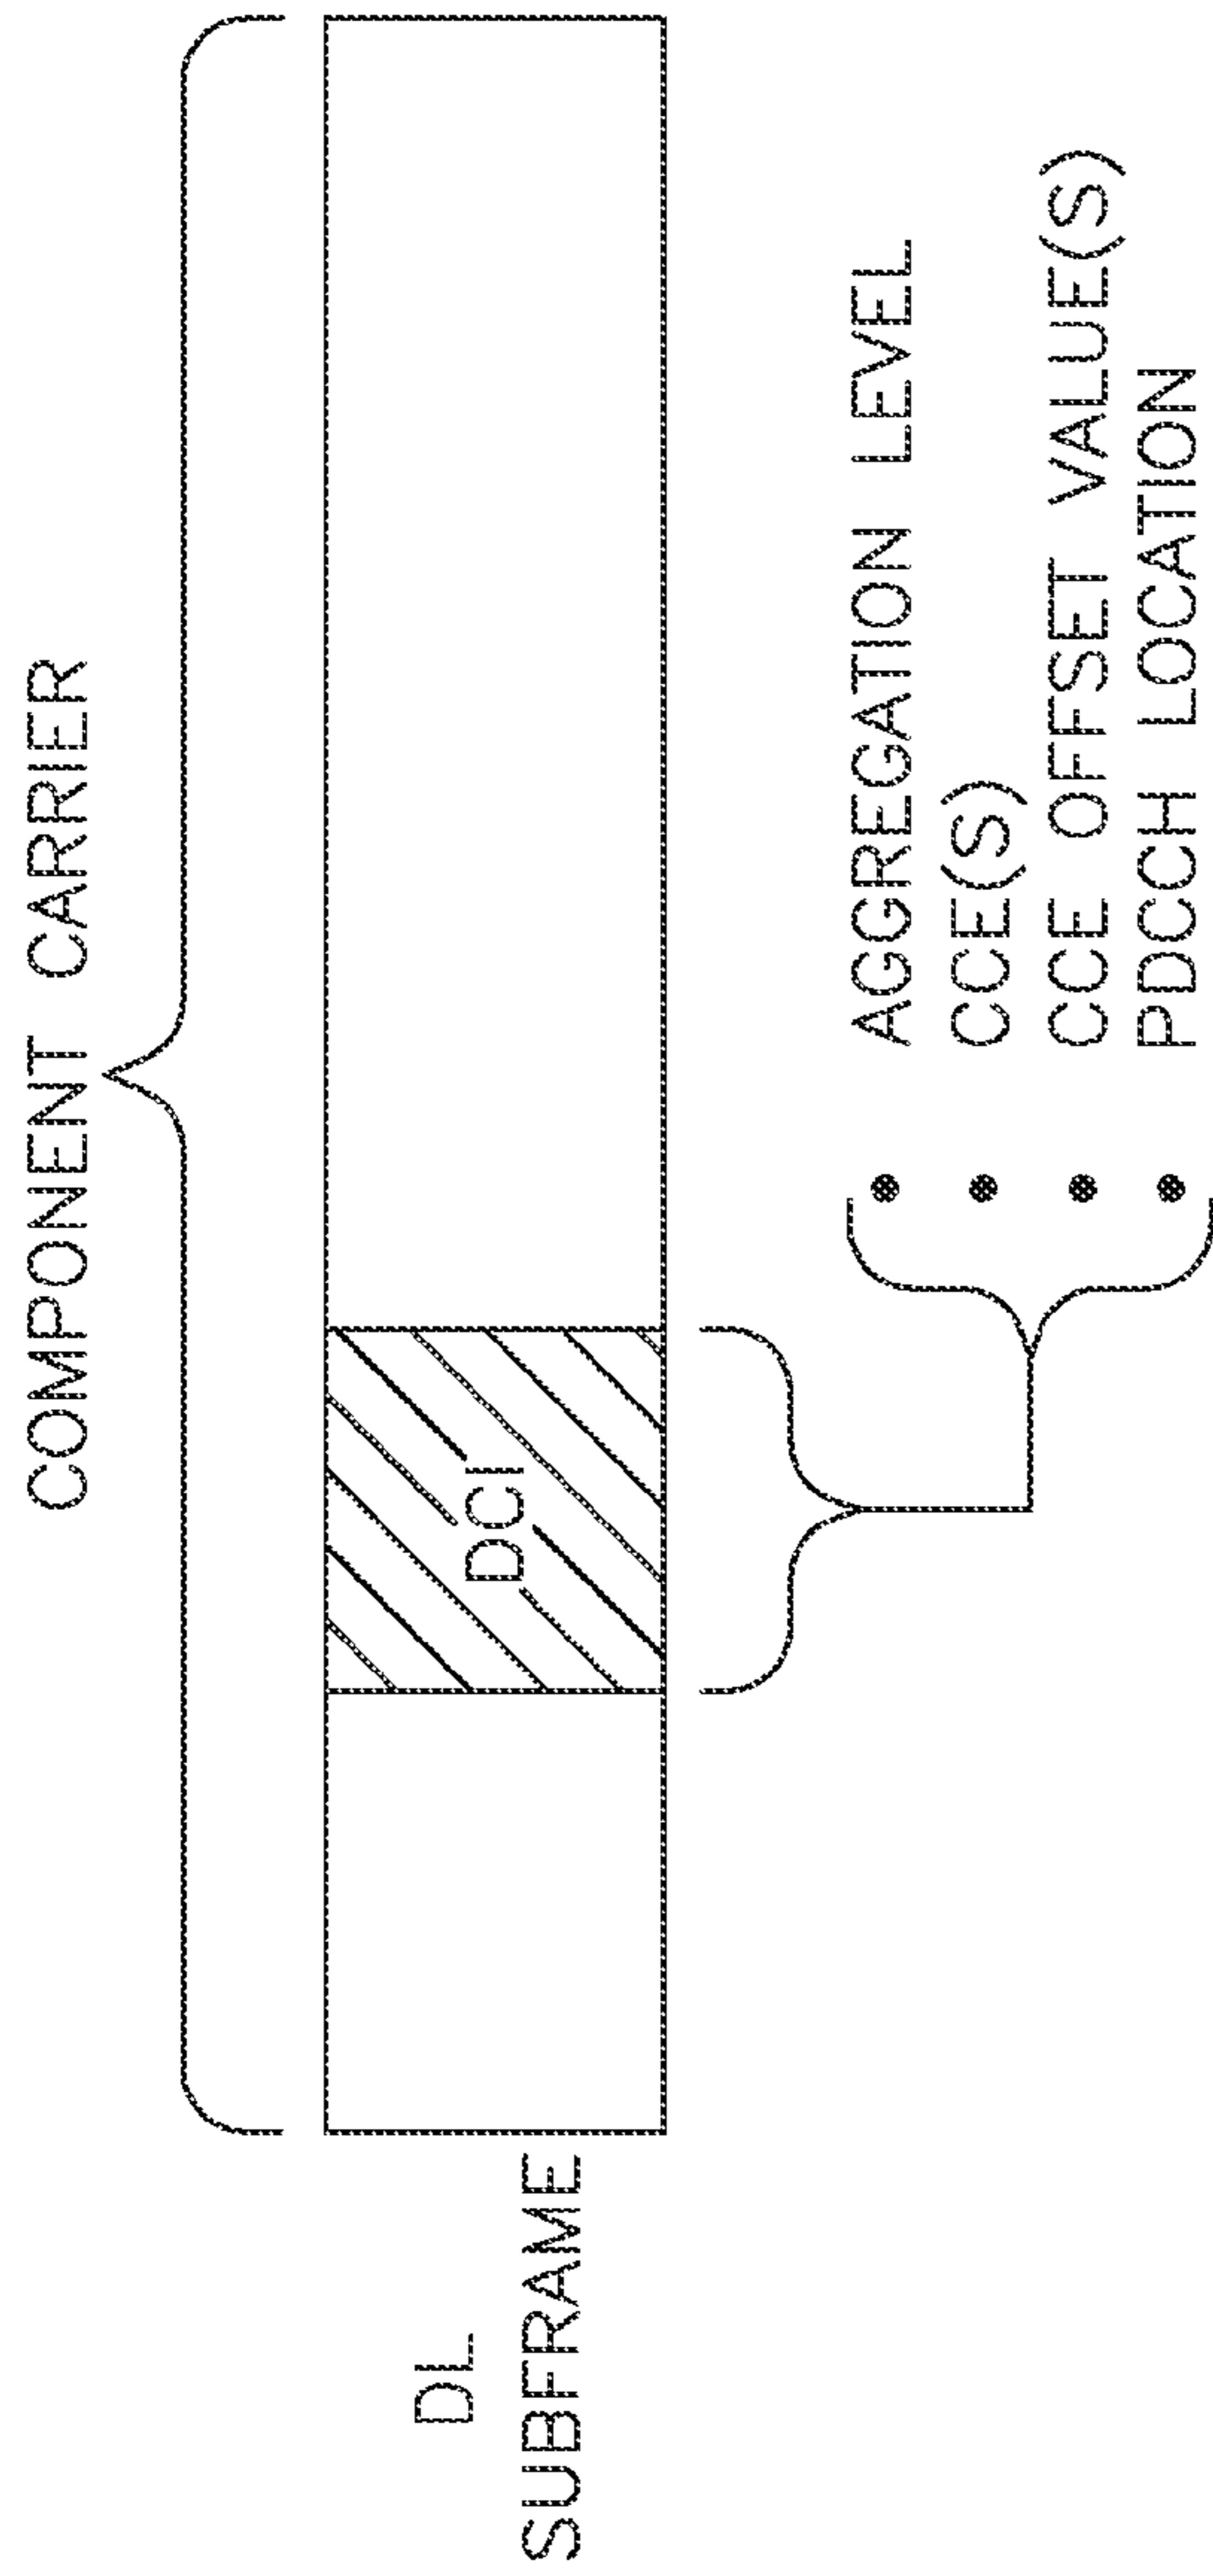 COMPONENT CARRIER
DL
SUBFRAME
DCI
AGGREGATION LEVEL
CCE(S)
CCE OFFSET VALUE(S)
PDCCH LOCATION